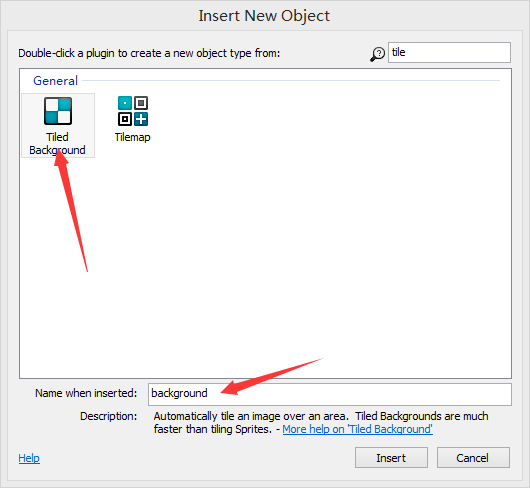 Insert New Object
Double-click a plugin to create a new object type from:
tile
General
Tiled
Background
Tilemap
Name when inserted:
background
Description:
Automatically tile an image over an area. Tiled Backgrounds are much
faster than tiling Sprites. - More help on 'Tiled Background'
Help
Insert
Cancel